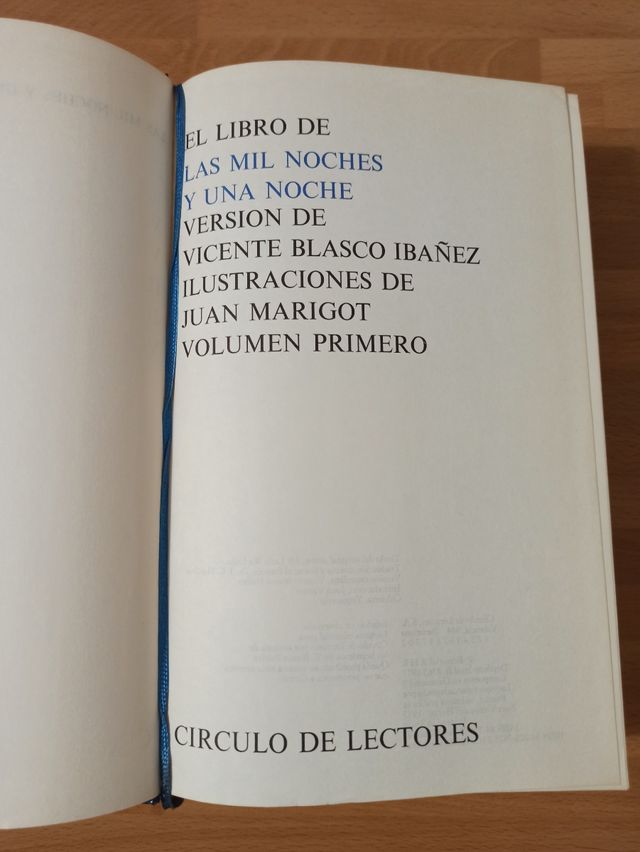 EL LIBRO DE
LAS MIL NOCHES
Y UNA NOCHE
VERSION DE
VICENTE BLASCO IBAÑEZ
ILUSTRACIONES DE
JUAN MARIGOT
VOLUMEN PRIMERO
CIRCULO DE LECTORES